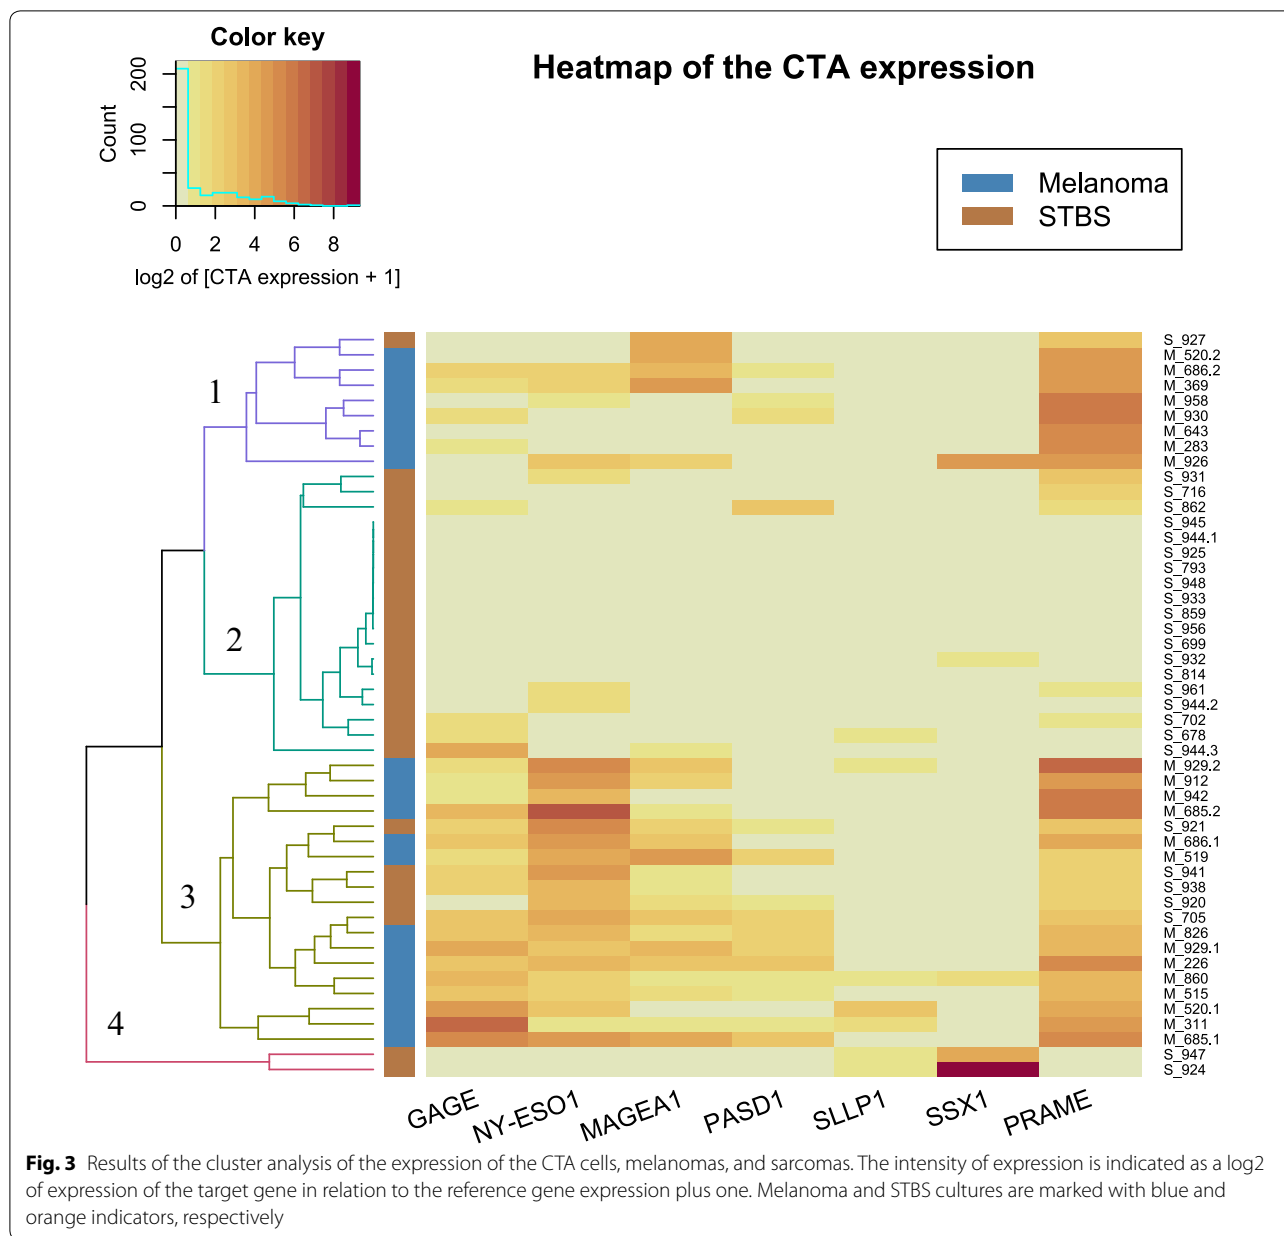 Color key
Heatmap of the CTA expression
Count
0 100 200
0 2 4 6 8
log2 of [CTA expression + 1]
Melanoma
STBS
1
2
3
4
S_927
M_520.2
M_686.2
M_369
M_958
M_930
M_643
M_283
M_926
S_931
S_716
S_862
S_945
S_944.1
S_925
S_793
S_948
S_933
S_859
S_956
S_699
S_932
S_814
S_961
S_944.2
S_702
S_678
S_944.3
M_929.2
M_912
M_942
M_685.2
S_921
M_686.1
M_519
S_941
S_938
S_920
S_705
M_826
M_929.1
M_226
M_860
M_515
M_520.1
M_311
M_685.1
S_947
S_924
GAGE NY-ESO1 MAGEA1 PASD1 SLLP1 SSX1 PRAME
Fig. 3 Results of the cluster analysis of the expression of the CTA cells, melanomas, and sarcomas. The intensity of expression is indicated as a log2
of expression of the target gene in relation to the reference gene expression plus one. Melanoma and STBS cultures are marked with blue and
orange indicators, respectively